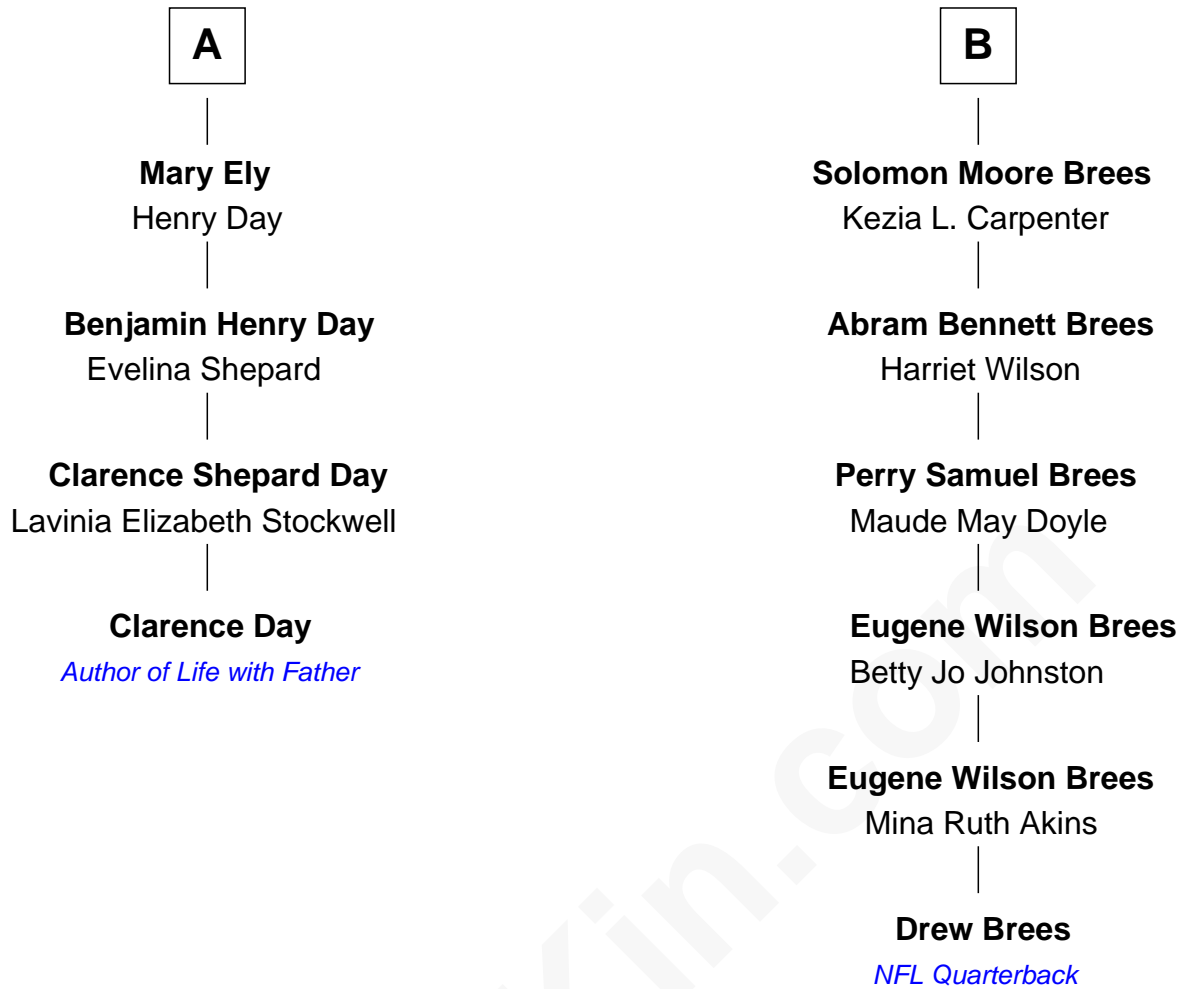 A
Mary Ely
Henry Day
Benjamin Henry Day
Evelina Shepard
Clarence Shepard Day
Lavinia Elizabeth Stockwell
Clarence Day
Author of Life with Father
B
Solomon Moore Brees
Kezia L. Carpenter
Abram Bennett Brees
Harriet Wilson
Perry Samuel Brees
Maude May Doyle
Eugene Wilson Brees
Betty Jo Johnston
Eugene Wilson Brees
Mina Ruth Akins
Drew Brees
NFL Quarterback
Kin.com